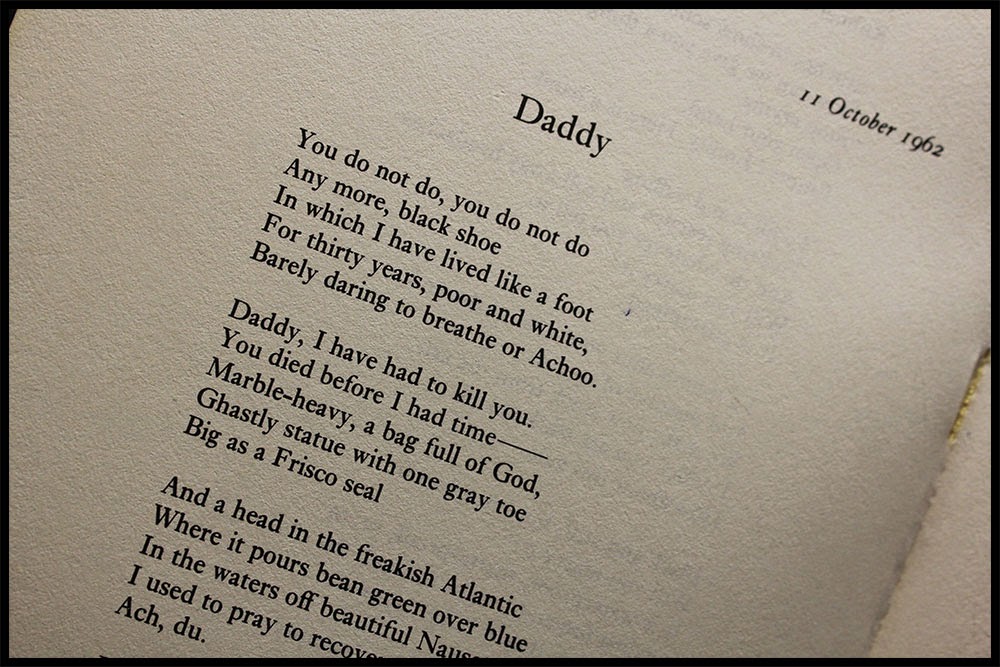 11 October 1962
Daddy
You do not do, you do not do
Any more, black shoe
In which I have lived like a foot
For thirty years, poor and white,
Barely daring to breathe or Achoo.
Daddy, I have had to kill you.
You died before I had time——
Marble-heavy, a bag full of God,
Ghastly statue with one gray toe
Big as a Frisco seal
And a head in the freakish Atlantic
Where it pours bean green over blue
In the waters off beautiful
I used to pray to
Ach, du.